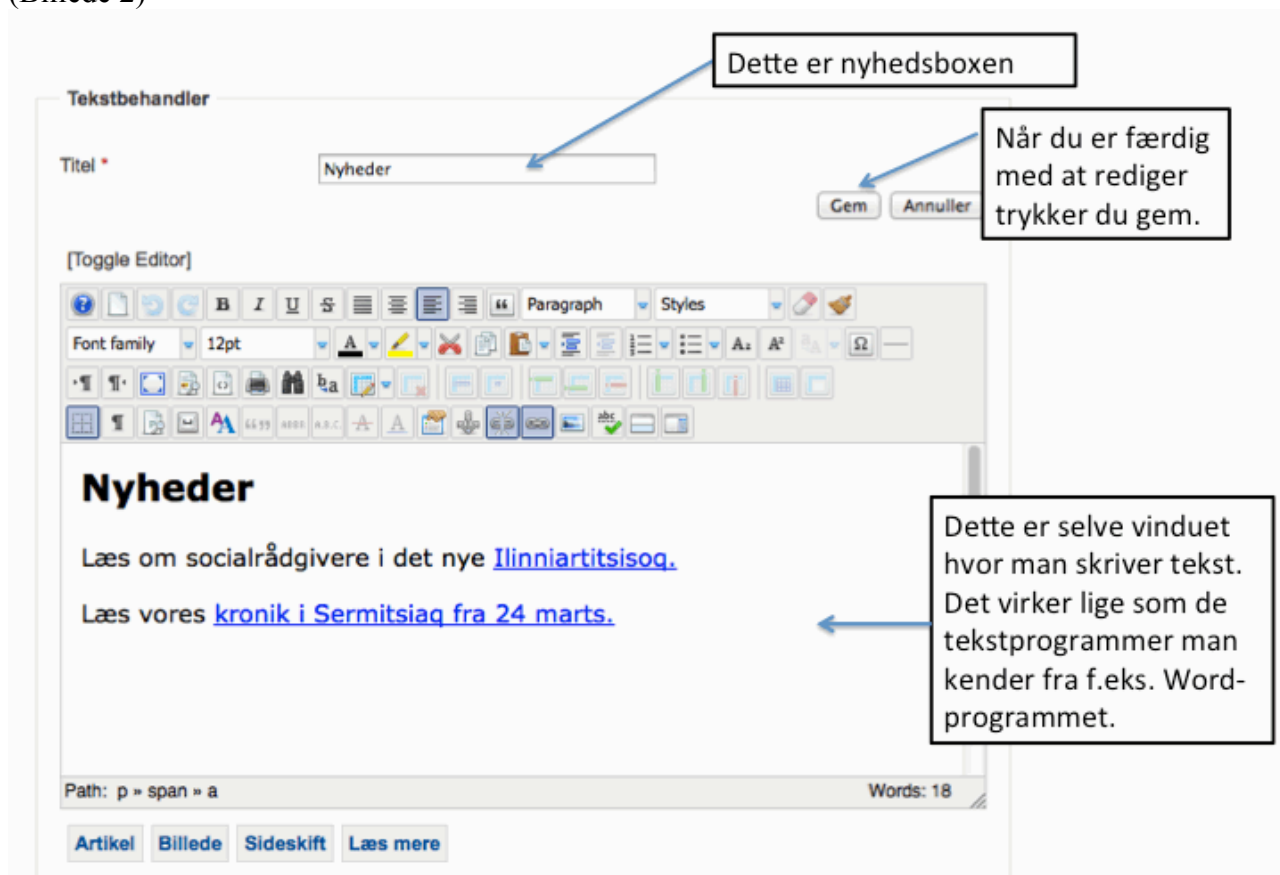 (Billede 2)
Dette er nyhedsboxen
Tekstbehandler
Når du er færdig
med at rediger
trykker du gem.
Titel *
Nyheder
Gem Annuller
[Toggle Editor]
B I U S Paragraph Styles
Font family 12pt
Nyheder
Læs om socialrådgivere i det nye Ilinniartitsisoq.
Læs vores kronik i Sermitsiaq fra 24 marts.
Dette er selve vinduet
hvor man skriver tekst.
Det virker lige som de
tekstprogrammer man
kender fra f.eks. Word-
programmet.
Path: p » span » a Words: 18
Artikel Billede Sideskift Læs mere